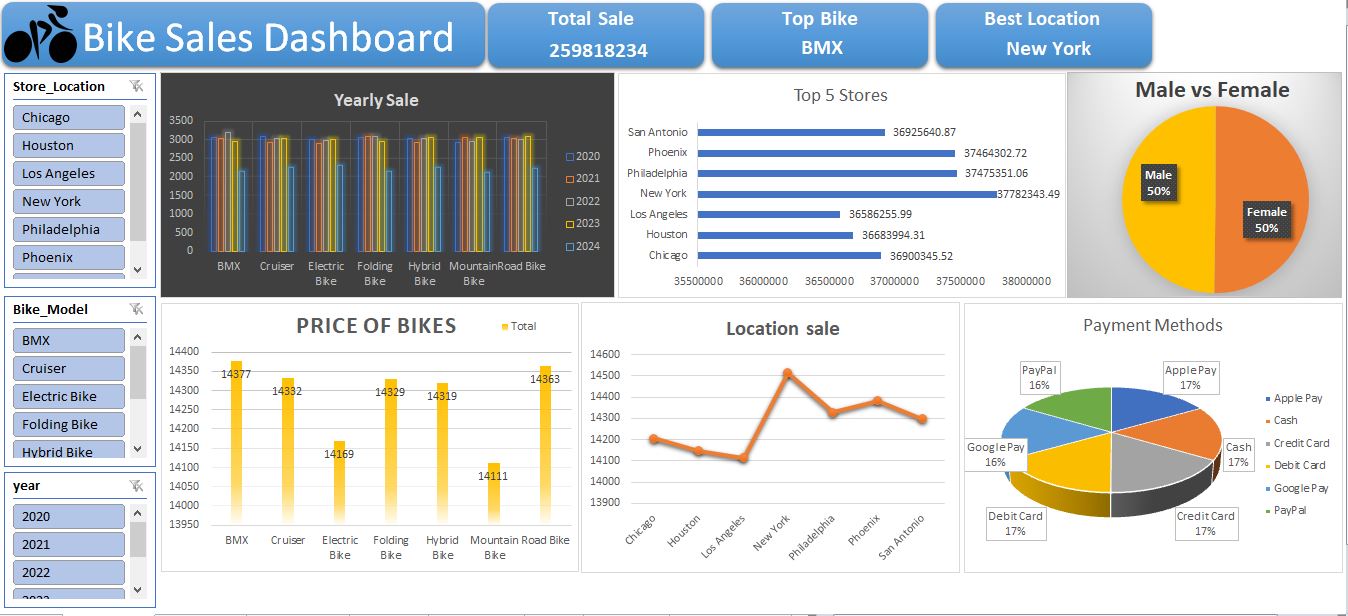 Bike Sales Dashboard
Total Sale
259818234
Top Bike
BMX
Best Location
New York
Store_Location
Chicago
Houston
Los Angeles
New York
Philadelphia
Phoenix
Bike_Model
BMX
Cruiser
Electric Bike
Folding Bike
Hybrid Bike
year
2020
2021
2022
Yearly Sale
3500
3000
2500
2000
1500
1000
500
0
BMX
Cruiser
Electric
Bike
Folding
Bike
Hybrid
Bike
Mountain
Bike
Road Bike
2020
2021
2022
2023
2024
Top 5 Stores
San Antonio
36925640.87
Phoenix
37464302.72
Philadelphia
37475351.06
New York
37782343.49
Los Angeles
36586255.99
Houston
36683994.31
Chicago
36900345.52
35500000 36000000 36500000 37000000 37500000 38000000
Male vs Female
Male
50%
Female
50%
PRICE OF BIKES
Total
14400
14350
14300
14250
14200
14150
14100
14050
14000
13950
14377
14332
14169
14329
14319
14111
14363
BMX
Cruiser
Electric
Bike
Folding
Bike
Hybrid
Bike
Mountain
Bike
Road Bike
Location sale
14600
14500
14400
14300
14200
14100
14000
13900
Chicago
Houston
Los Angeles
New York
Philadelphia
Phoenix
San Antonio
Payment Methods
PayPal
16%
Apple Pay
17%
Google Pay
16%
Cash
17%
Debit Card
17%
Credit Card
17%
Apple Pay
Cash
Credit Card
Debit Card
Google Pay
PayPal